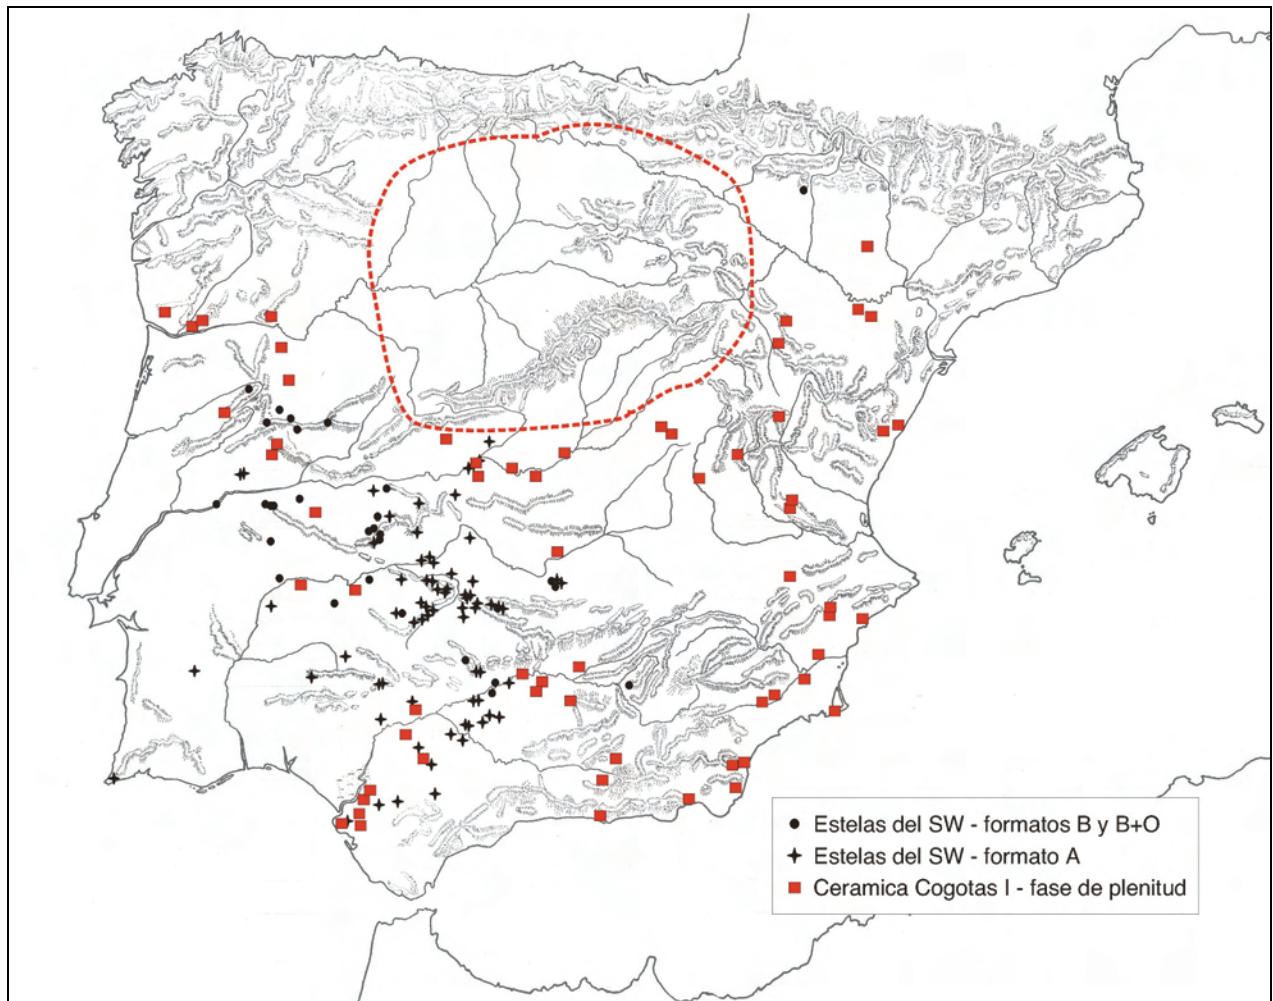 Estelas del SW - formatos B y B+O
Estelas del SW - formato A
Ceramica Cogotas I - fase de plenitud